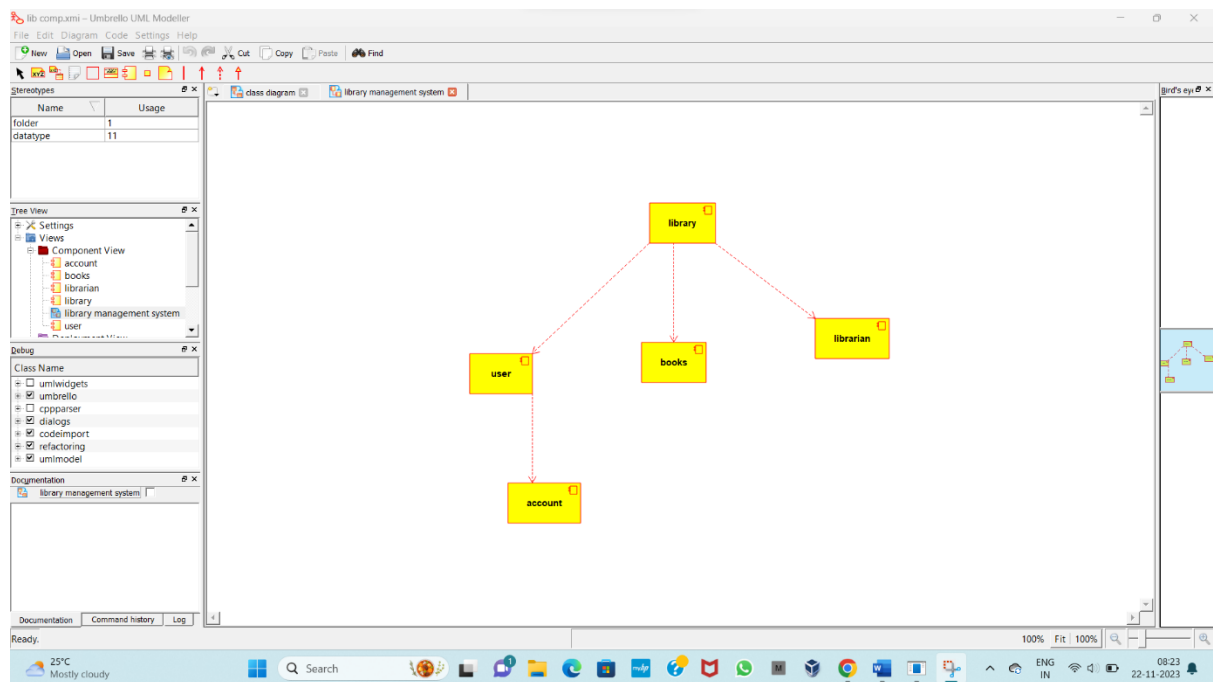 lib comp.xmi – Umbrello UML Modeller
File Edit Diagram Code Settings Help
New Open Save Cut Copy Paste Find
Stereotypes
class diagram library management system
Bird's eye
Name Usage
folder 1
datatype 11
library
Tree View
Settings
Views
Component View
account
books
librarian
library
library management system
user
librarian
books
user
Debug
Class Name
umlwidgets
umbrello
cppparser
dialogs
codeimport
refactoring
umlmodel
Documentation
library management system
account
Documentation Command history Log
Ready.
100% Fit 100%
25°C
Mostly cloudy
Search
ENG
IN
08:23
22-11-2023